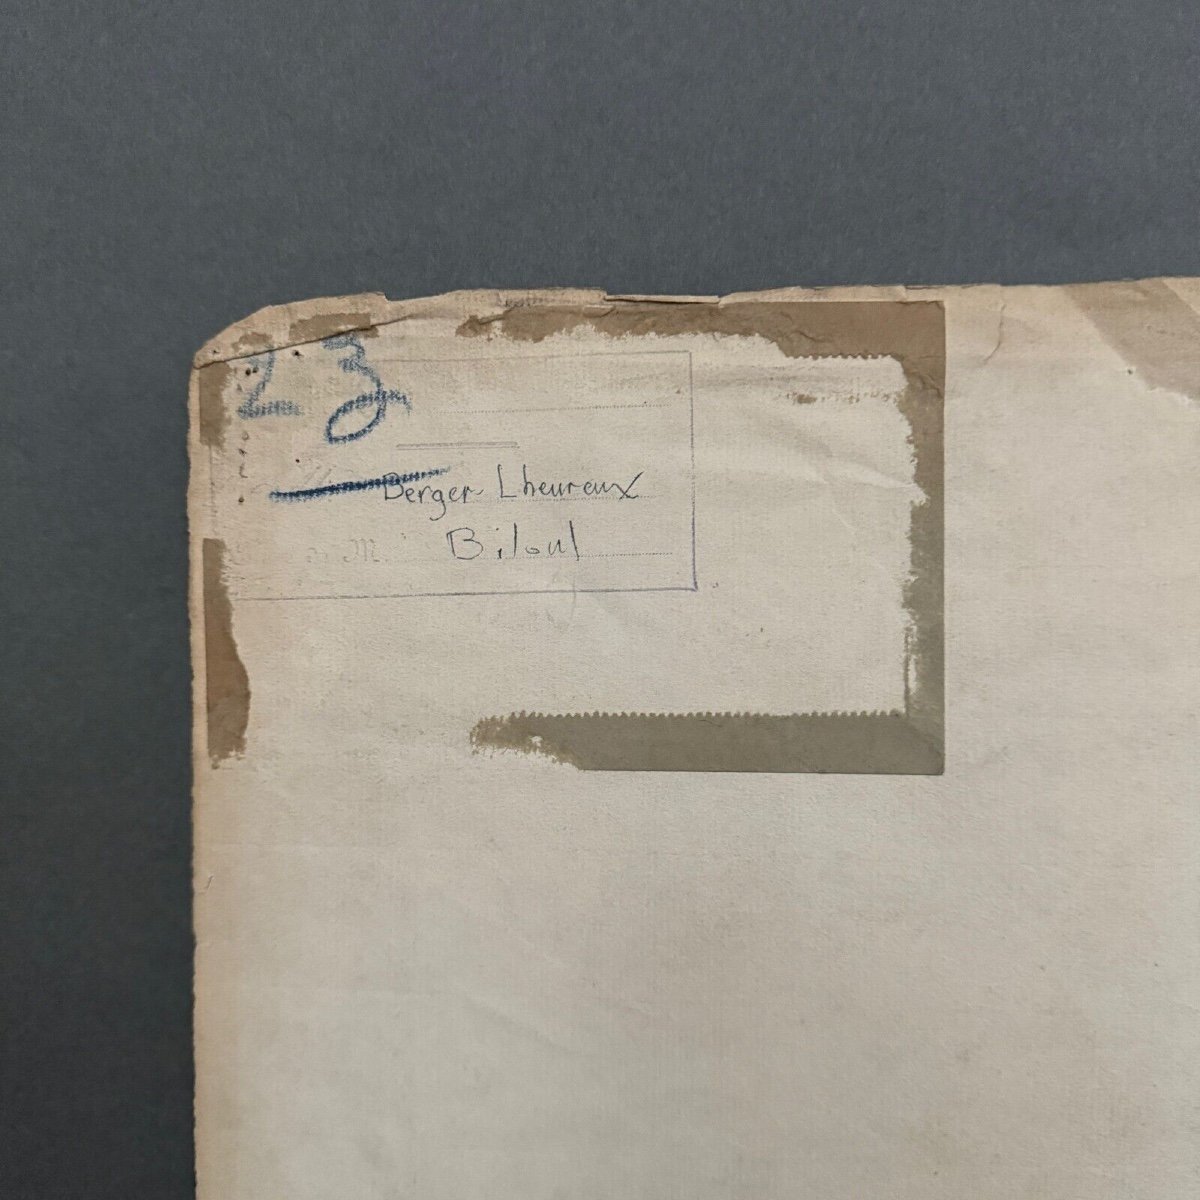 23
Berger Lheureux
M. Biloul